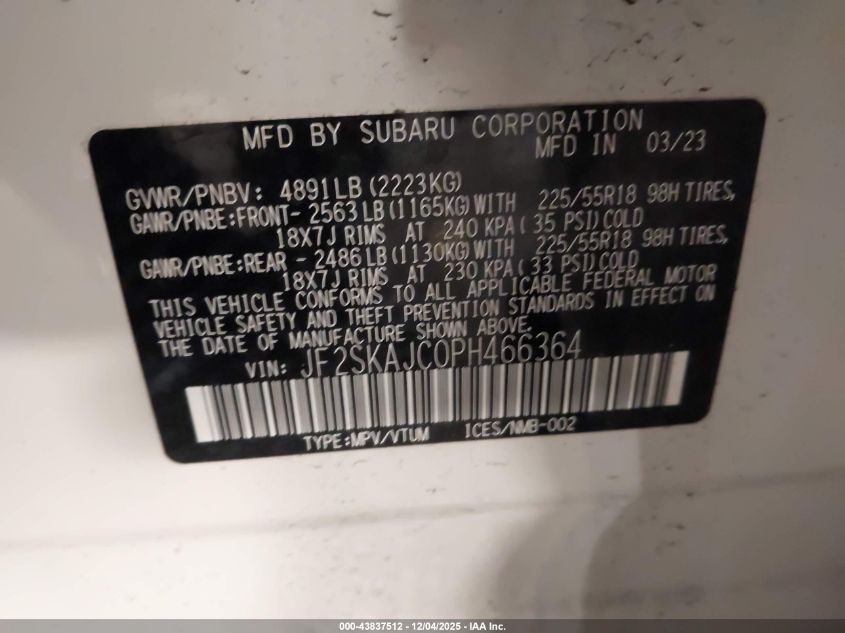 MFD BY SUBARU CORPORATION
MFD IN 03/23
GVWR/PNBV: 4891LB(2223KG)
GAWR/PNBE:FRONT- 2563LB(1165KG)WITH 225/55R18 98H TIRES,
18X7J RIMS AT 240 KPA( 35 PSI)COLD
GAWR/PNBE:REAR - 2486LB(1130KG)WITH 225/55R18 98H TIRES,
18X7J RIMS AT 230 KPA( 33 PSI)COLD
THIS VEHICLE CONFORMS TO ALL APPLICABLE FEDERAL MOTOR
VEHICLE SAFETY AND THEFT PREVENTION STANDARDS IN EFFECT ON
THE DATE OF MANUFACTURE SHOWN ABOVE.
VIN: JF2SKAJC0PH466364
TYPE:MPV/VTUM ICES/NMB-002
000-43837512 - 12/04/2025 - IAA Holdings, LLC